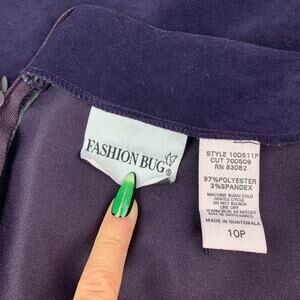 FASHION BUG®
STYLE 10D511P
CUT 700509
RN 83082
97%POLYESTER
3%SPANDEX
MACHINE WASH COLD
GENTLE CYCLE
DO NOT BLEACH
LINE DRY
WARM IRON AS NEEDED
MADE IN GUATEMALA
10P